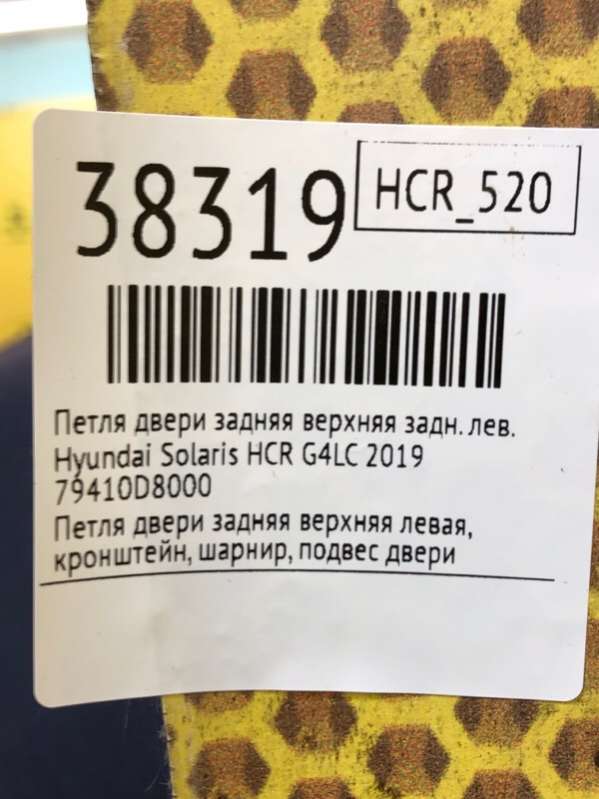 38319
HCR_520
Петля двери задняя верхняя задн. лев.
Hyundai Solaris HCR G4LC 2019
79410D8000
Петля двери задняя верхняя левая,
кронштейн, шарнир, подвес двери